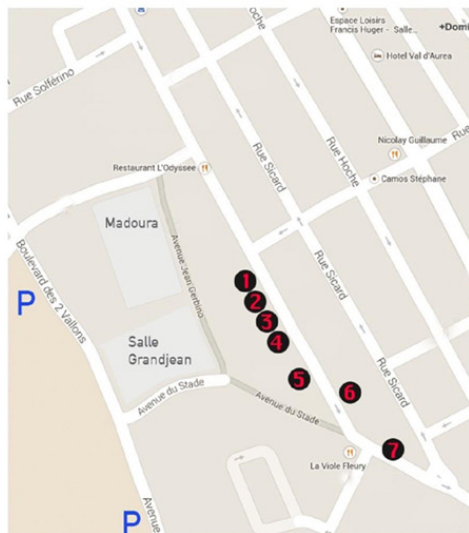 Espace Loisirs
Francis Huger - Salle...
+Domi
Hotel Val d'Aurea
Rue Solférino
Nicolay Guillaume
Rue Sicard
Rue Hoche
Restaurant L'Odyssee
Camos Stéphane
Madoura
Avenue Jean Gerbino
Boulevard des 2 Vallons
Rue Sicard
1
P
2
3
Salle
Grandjean
4
5
Rue Sicard
Avenue du Stade
6
Avenue du Stade
7
La Viole Fleury
Avenue
P